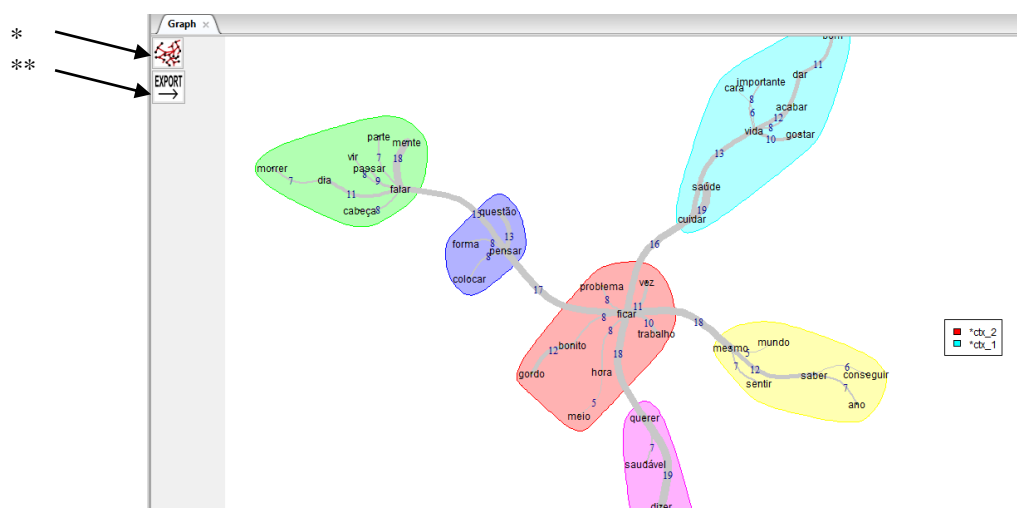 Graph ×
*
**
EXPORT
bom
11
importante
dar
cara
8
acabar
6
12
vida
8
gostar
10
13
parte
mente
vir
7
18
morrer
passar
8
7
dia
9
falar
11
cabeça
8
saúde
questão
19
15
cuidar
13
forma
8
pensar
16
8
colocar
problema
vez
17
8
11
ficar
8
10
18
8
trabalho
*ctx_2
*ctx_1
bonito
mesmo
mundo
5
12
18
7
12
6
gordo
hora
sentir
saber
conseguir
7
ano
5
meio
querer
7
saudável
19
dizer